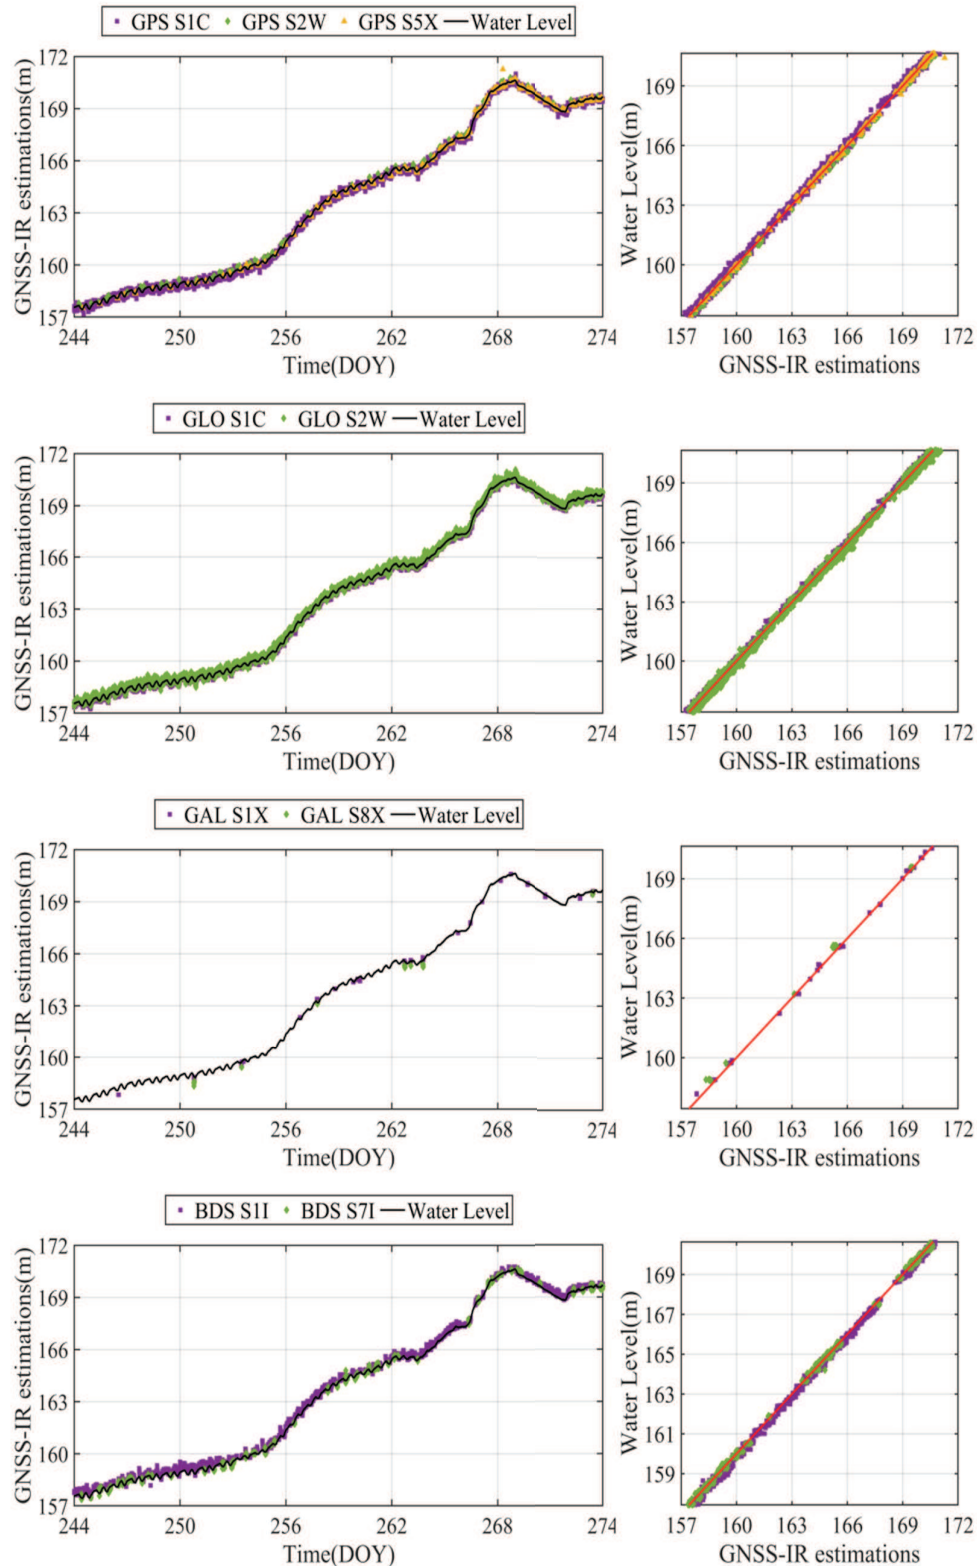 GPS S1C GPS S2W GPS S5X Water Level
GNSS-IR estimations(m)
172
169
166
163
160
157
244 250 256 262 268 274
Time(DOY)
Water Level(m)
169
166
163
160
157 160 163 166 169 172
GNSS-IR estimations
GLO S1C GLO S2W Water Level
GNSS-IR estimations(m)
172
169
166
163
160
157
244 250 256 262 268 274
Time(DOY)
Water Level(m)
169
166
163
160
157 160 163 166 169 172
GNSS-IR estimations
GAL S1X GAL S8X Water Level
GNSS-IR estimations(m)
172
169
166
163
160
157
244 250 256 262 268 274
Time(DOY)
Water Level(m)
169
166
163
160
157 160 163 166 169 172
GNSS-IR estimations
BDS S1I BDS S7I Water Level
GNSS-IR estimations(m)
172
169
166
163
160
157
244 250 256 262 268 274
Time(DOY)
Water Level(m)
169
167
165
163
161
159
157 160 163 166 169 172
GNSS-IR estimations